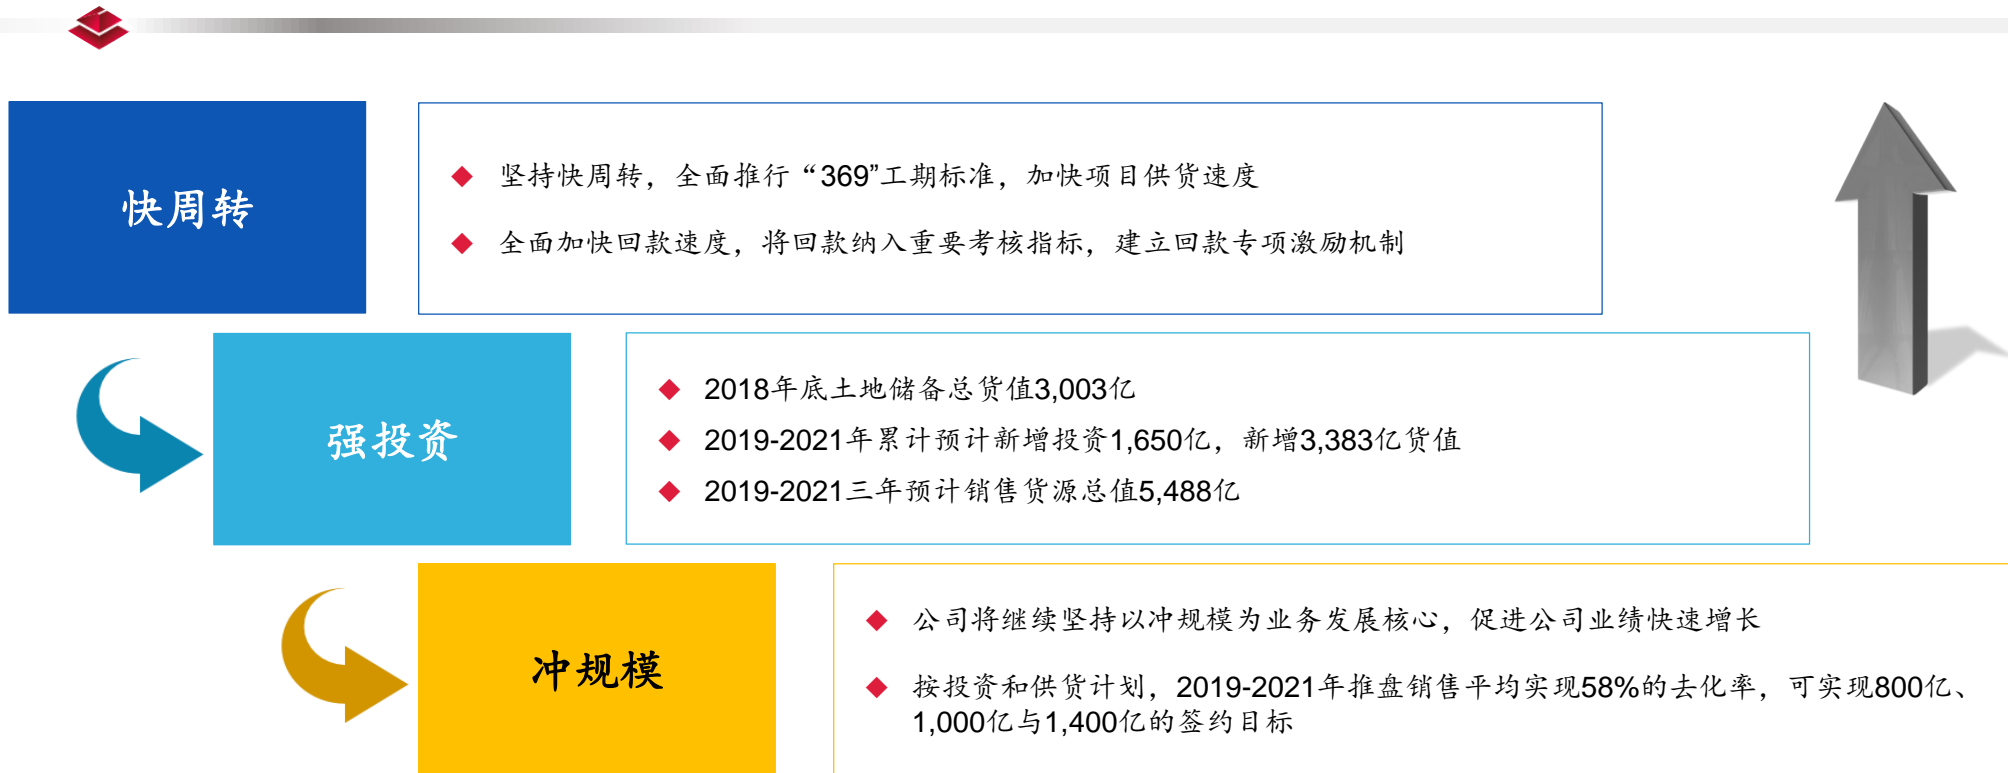 快周转
坚持快周转，全面推行“369”工期标准，加快项目供货速度
全面加快回款速度，将回款纳入重要考核指标，建立回款专项激励机制
强投资
2018年底土地储备总货值3,003亿
2019-2021年累计预计新增投资1,650亿，新增3,383亿货值
2019-2021三年预计销售货源总值5,488亿
冲规模
公司将继续坚持以冲规模为业务发展核心，促进公司业绩快速增长
按投资和供货计划，2019-2021年推盘销售平均实现58%的去化率，可实现800亿、
1,000亿与1,400亿的签约目标